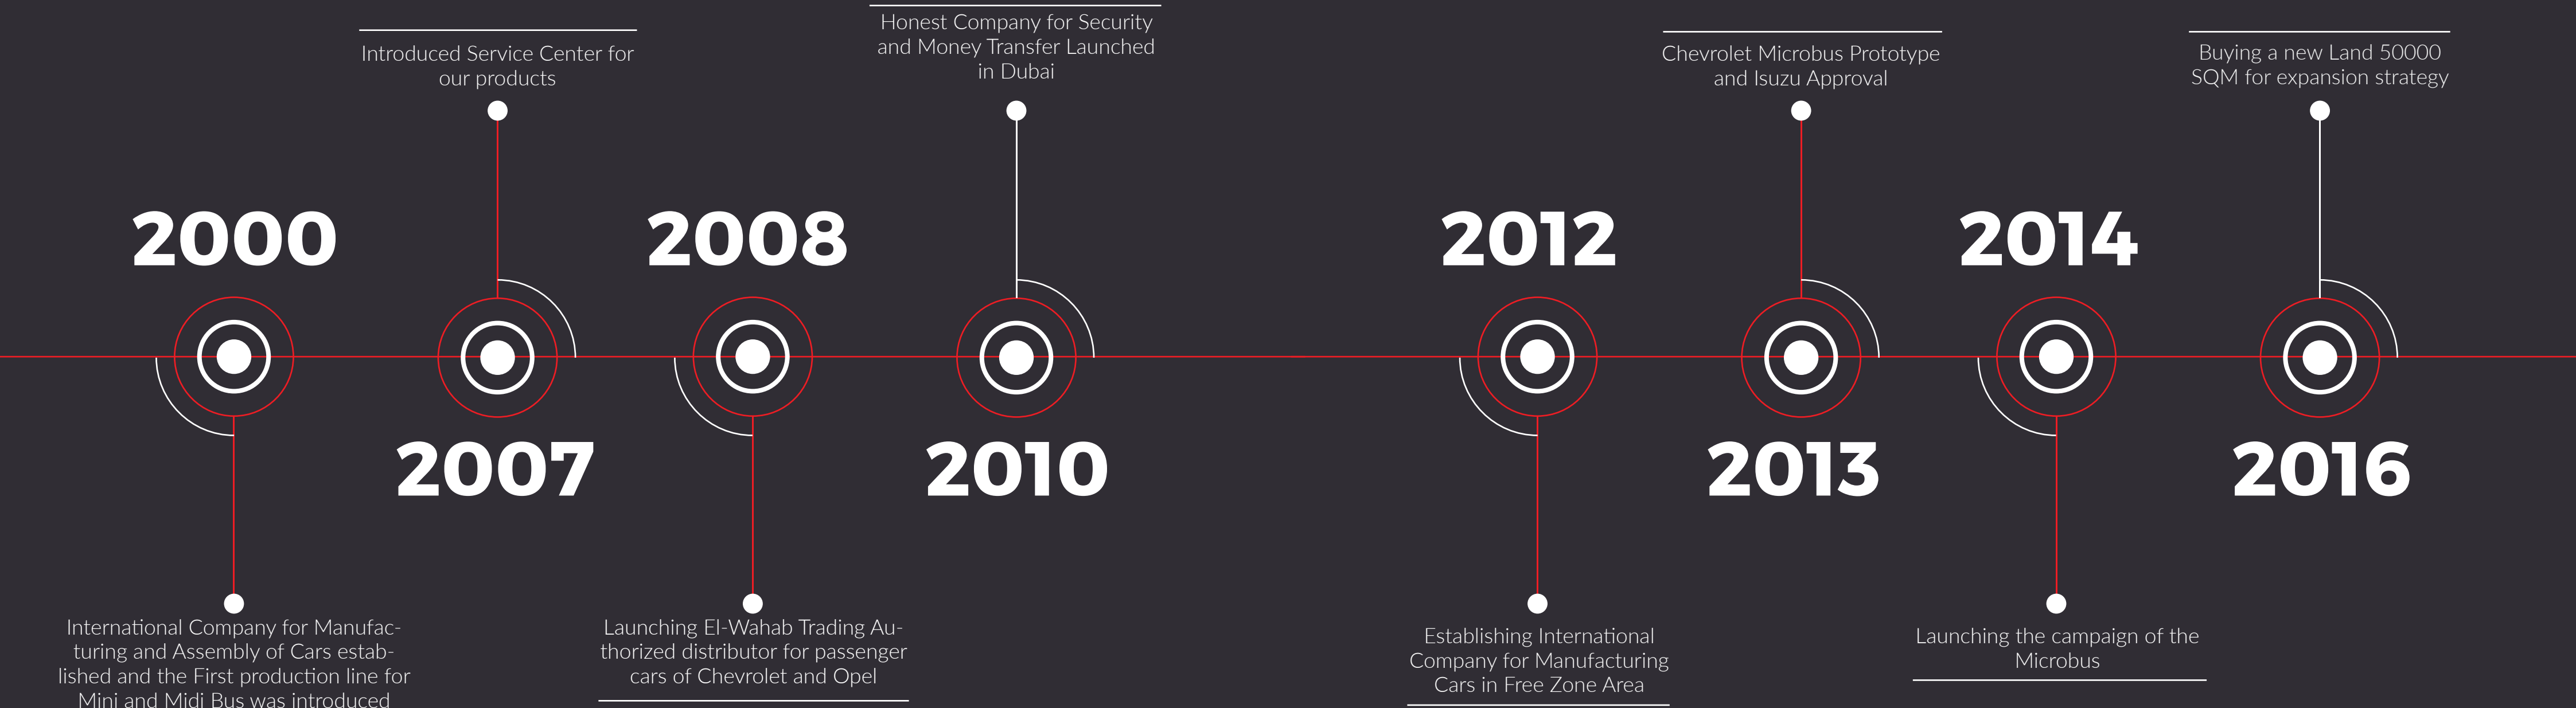 2000
International Company for Manufac-
turing and Assembly of Cars estab-
lished and the First production line for
Mini and Midi Bus was introduced
Introduced Service Center for
our products
2007
2008
Launching El-Wahab Trading Au-
thorized distributor for passenger
cars of Chevrolet and Opel
Honest Company for Security
and Money Transfer Launched
in Dubai
2010
2012
Establishing International
Company for Manufacturing
Cars in Free Zone Area
Chevrolet Microbus Prototype
and Isuzu Approval
2013
2014
Launching the campaign of the
Microbus
Buying a new Land 50000
SQM for expansion strategy
2016